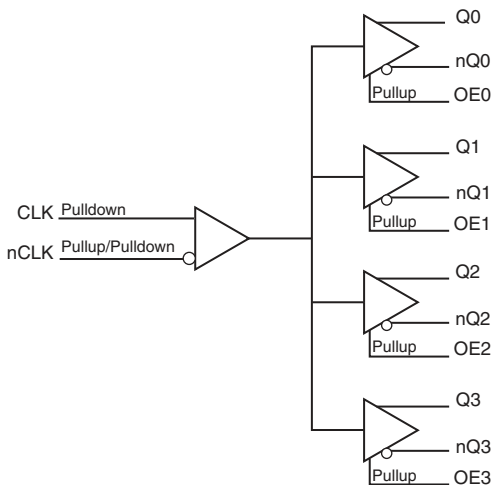 Q0
nQ0
Pullup OE0
Q1
nQ1
Pullup OE1
CLK Pulldown
nCLK Pullup/Pulldown
Q2
nQ2
Pullup OE2
Q3
nQ3
Pullup OE3